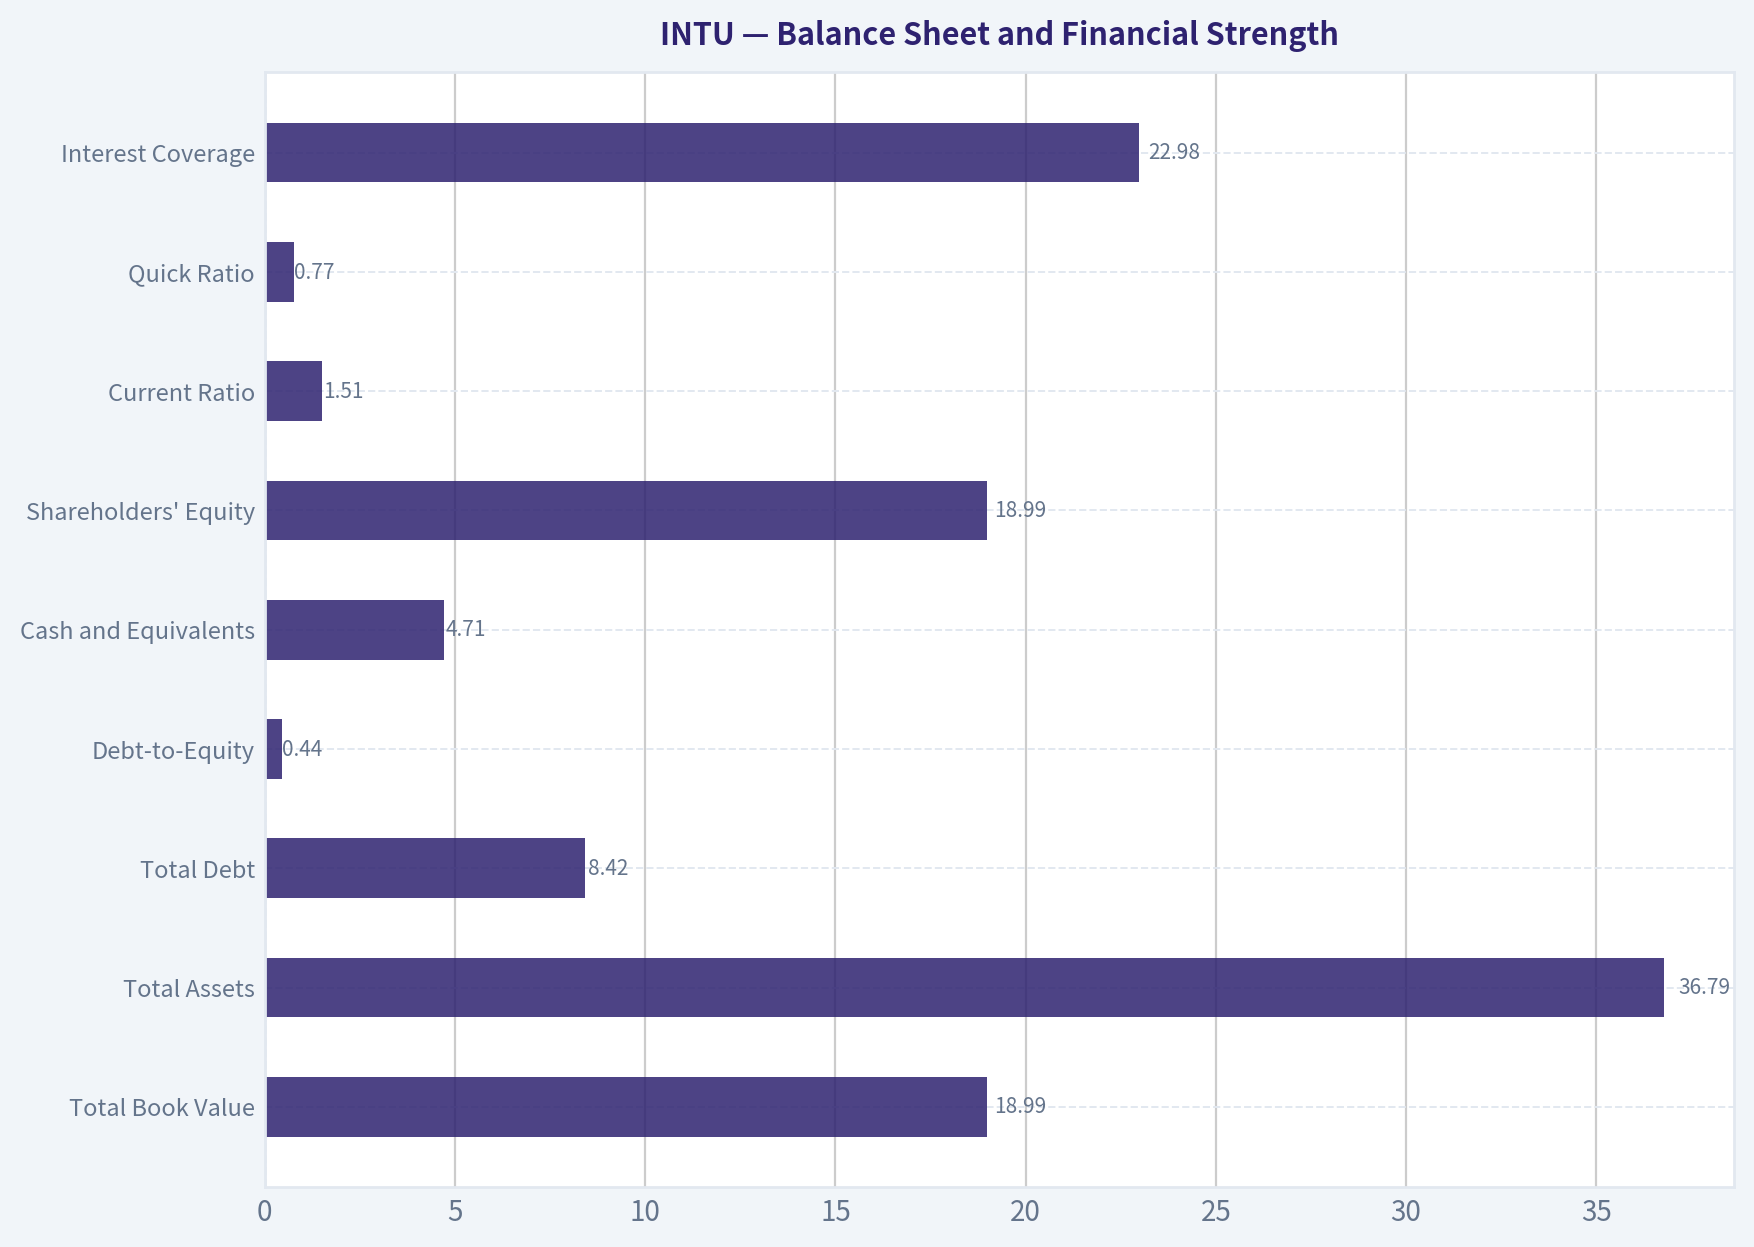 INTU — Balance Sheet and Financial Strength
Interest Coverage 22.98
Quick Ratio 0.77
Current Ratio 1.51
Shareholders' Equity 18.99
Cash and Equivalents 4.71
Debt-to-Equity 0.44
Total Debt 8.42
Total Assets 36.79
Total Book Value 18.99
0 5 10 15 20 25 30 35